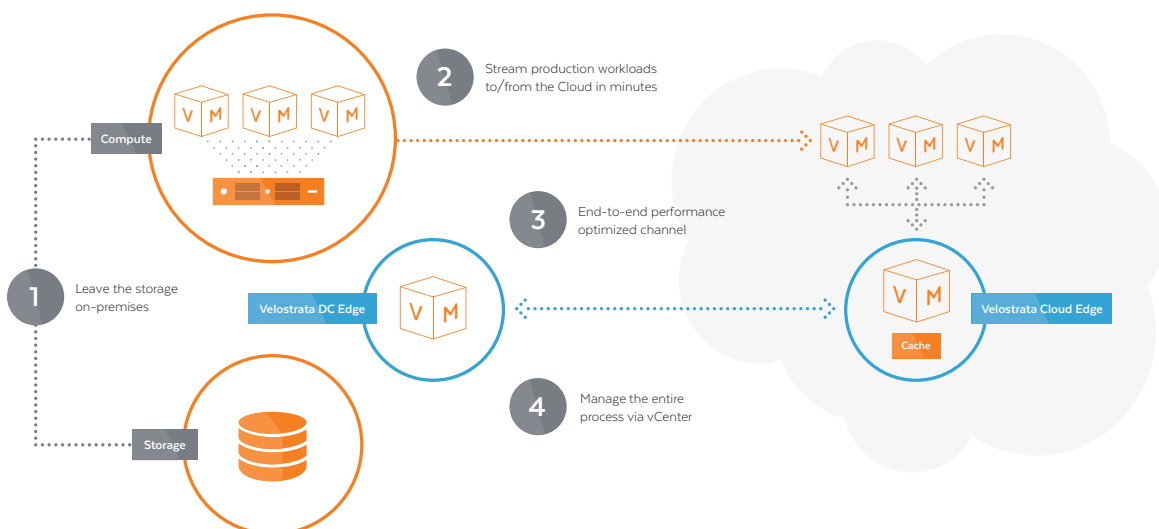 2
Stream production workloads
to/from the Cloud in minutes
V M
V M
V M
Compute
V M
V M
V M
3
End-to-end performance
optimized channel
1
Leave the storage
on-premises
Velostrata DC Edge
V M
V M
Velostrata Cloud Edge
Cache
4
Manage the entire
process via vCenter
Storage